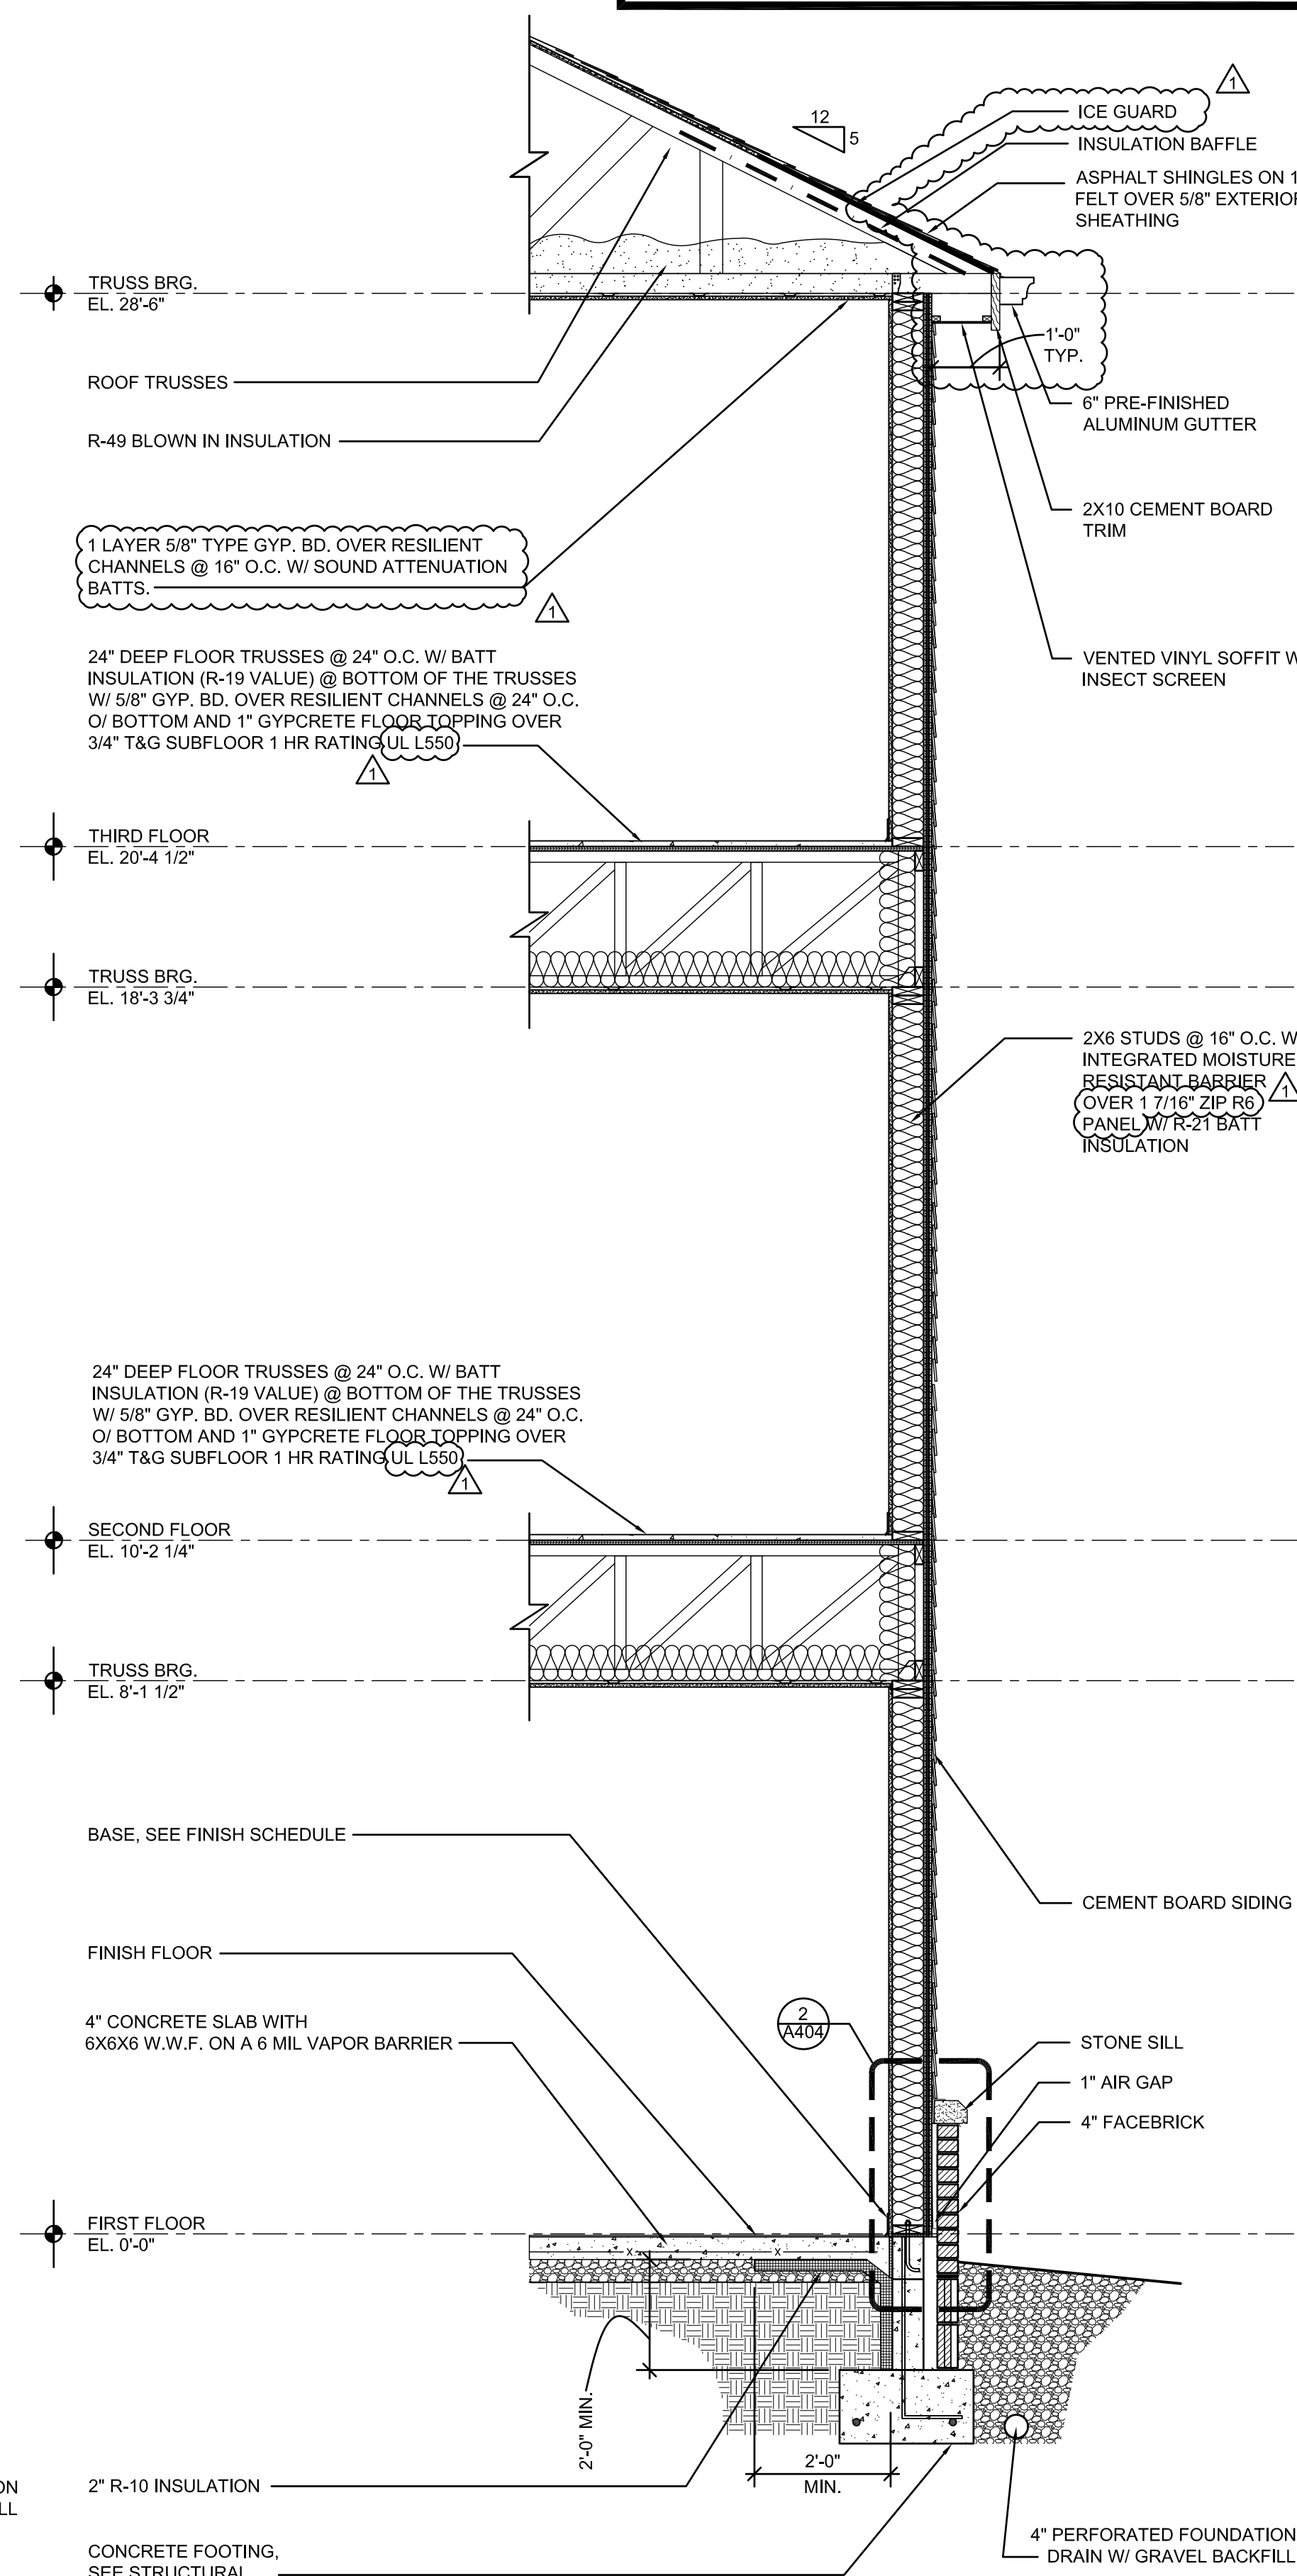 1
ICE GUARD
12
5
INSULATION BAFFLE
ASPHALT SHINGLES ON
FELT OVER 5/8" EXTERIOR
SHEATHING
TRUSS BRG.
EL. 28'-6"
1'-0"
TYP.
ROOF TRUSSES
6" PRE-FINISHED
ALUMINUM GUTTER
R-49 BLOWN IN INSULATION
2X10 CEMENT BOARD
TRIM
1 LAYER 5/8" TYPE GYP. BD. OVER RESILIENT
CHANNELS @ 16" O.C. W/ SOUND ATTENUATION
BATTS.
1
24" DEEP FLOOR TRUSSES @ 24" O.C. W/ BATT
INSULATION (R-19 VALUE) @ BOTTOM OF THE TRUSSES
W/ 5/8" GYP. BD. OVER RESILIENT CHANNELS @ 24" O.C.
O/ BOTTOM AND 1" GYPCRETE FLOOR TOPPING OVER
3/4" T&G SUBFLOOR 1 HR RATING UL L550
1
VENTED VINYL SOFFIT
INSECT SCREEN
THIRD FLOOR
EL. 20'-4 1/2"
TRUSS BRG.
EL. 18'-3 3/4"
2X6 STUDS @ 16" O.C.
INTEGRATED MOISTURE
RESISTANT BARRIER
OVER 1 7/16" ZIP R6
PANEL W/ R-21 BATT
INSULATION
1
24" DEEP FLOOR TRUSSES @ 24" O.C. W/ BATT
INSULATION (R-19 VALUE) @ BOTTOM OF THE TRUSSES
W/ 5/8" GYP. BD. OVER RESILIENT CHANNELS @ 24" O.C.
O/ BOTTOM AND 1" GYPCRETE FLOOR TOPPING OVER
3/4" T&G SUBFLOOR 1 HR RATING UL L550
1
SECOND FLOOR
EL. 10'-2 1/4"
TRUSS BRG.
EL. 8'-1 1/2"
BASE, SEE FINISH SCHEDULE
CEMENT BOARD SIDING
FINISH FLOOR
4" CONCRETE SLAB WITH
6X6X6 W.W.F. ON A 6 MIL VAPOR BARRIER
2
A404
STONE SILL
1" AIR GAP
4" FACEBRICK
FIRST FLOOR
EL. 0'-0"
X
X
2'-0" MIN.
2'-0"
MIN.
2" R-10 INSULATION
CONCRETE FOOTING,
SEE STRUCTURAL
4" PERFORATED FOUNDATION
DRAIN W/ GRAVEL BACKFILL